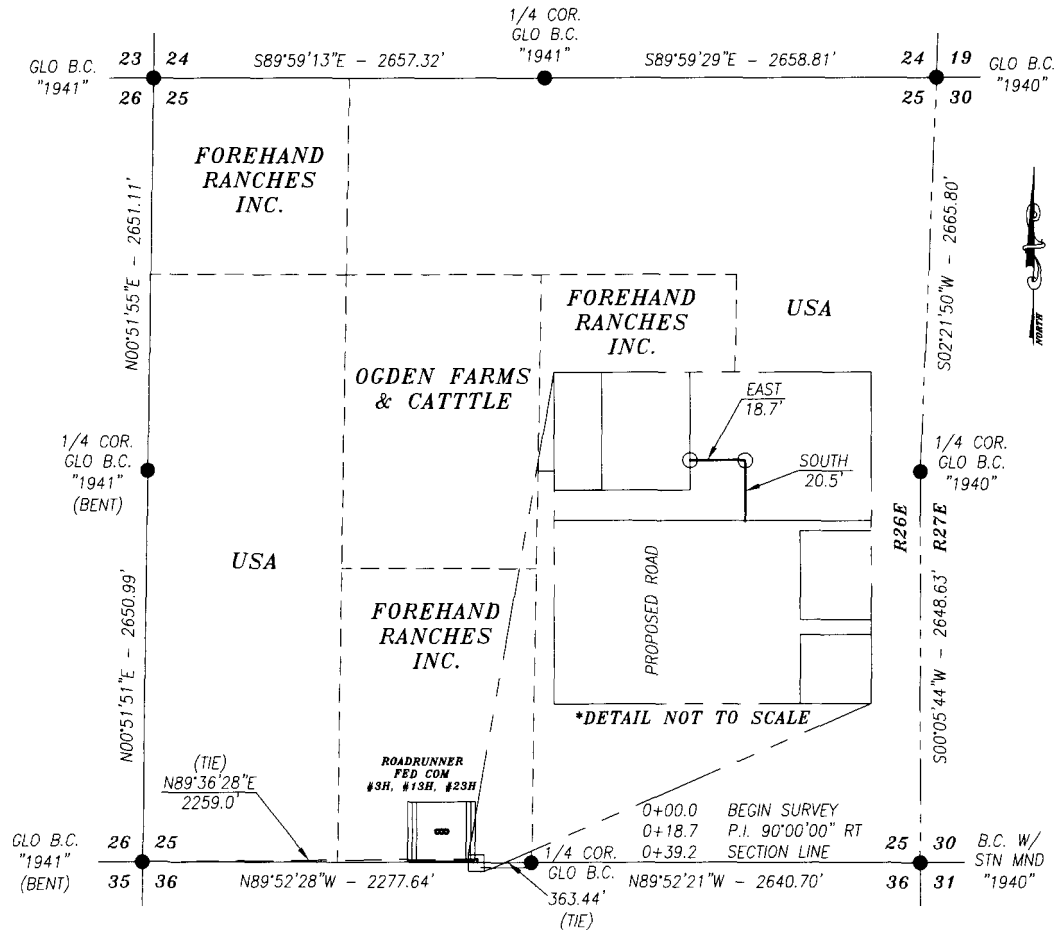 1/4 COR.
GLO B.C.
"1941"
GLO B.C.
"1941"
23 24
26 25
S89°59'13"E - 2657.32'
S89°59'29"E - 2658.81'
24 19
25 30
GLO B.C.
"1940"
FOREHAND
RANCHES
INC.
N00°51'55"E - 2651.11'
S02°21'50"W - 2665.80'
NORTH
FOREHAND
RANCHES
INC.
USA
OGDEN FARMS
& CATTTLE
EAST
18.7'
SOUTH
20.5'
1/4 COR.
GLO B.C.
"1941"
(BENT)
1/4 COR.
GLO B.C.
"1940"
R26E
R27E
USA
PROPOSED ROAD
FOREHAND
RANCHES
INC.
N00°51'51"E - 2650.99'
S00°05'44"W - 2648.63'
*DETAIL NOT TO SCALE
(TIE)
N89°36'28"E
2259.0'
ROADRUNNER
FED COM
#3H, #13H, #23H
0+00.0 BEGIN SURVEY
0+18.7 P.I. 90°00'00" RT
0+39.2 SECTION LINE
GLO B.C.
"1941"
(BENT)
26 25
35 36
N89°52'28"W - 2277.64'
1/4 COR.
GLO B.C.
363.44'
(TIE)
N89°52'21"W - 2640.70'
25 30
36 31
B.C. W/
STN MND
"1940"